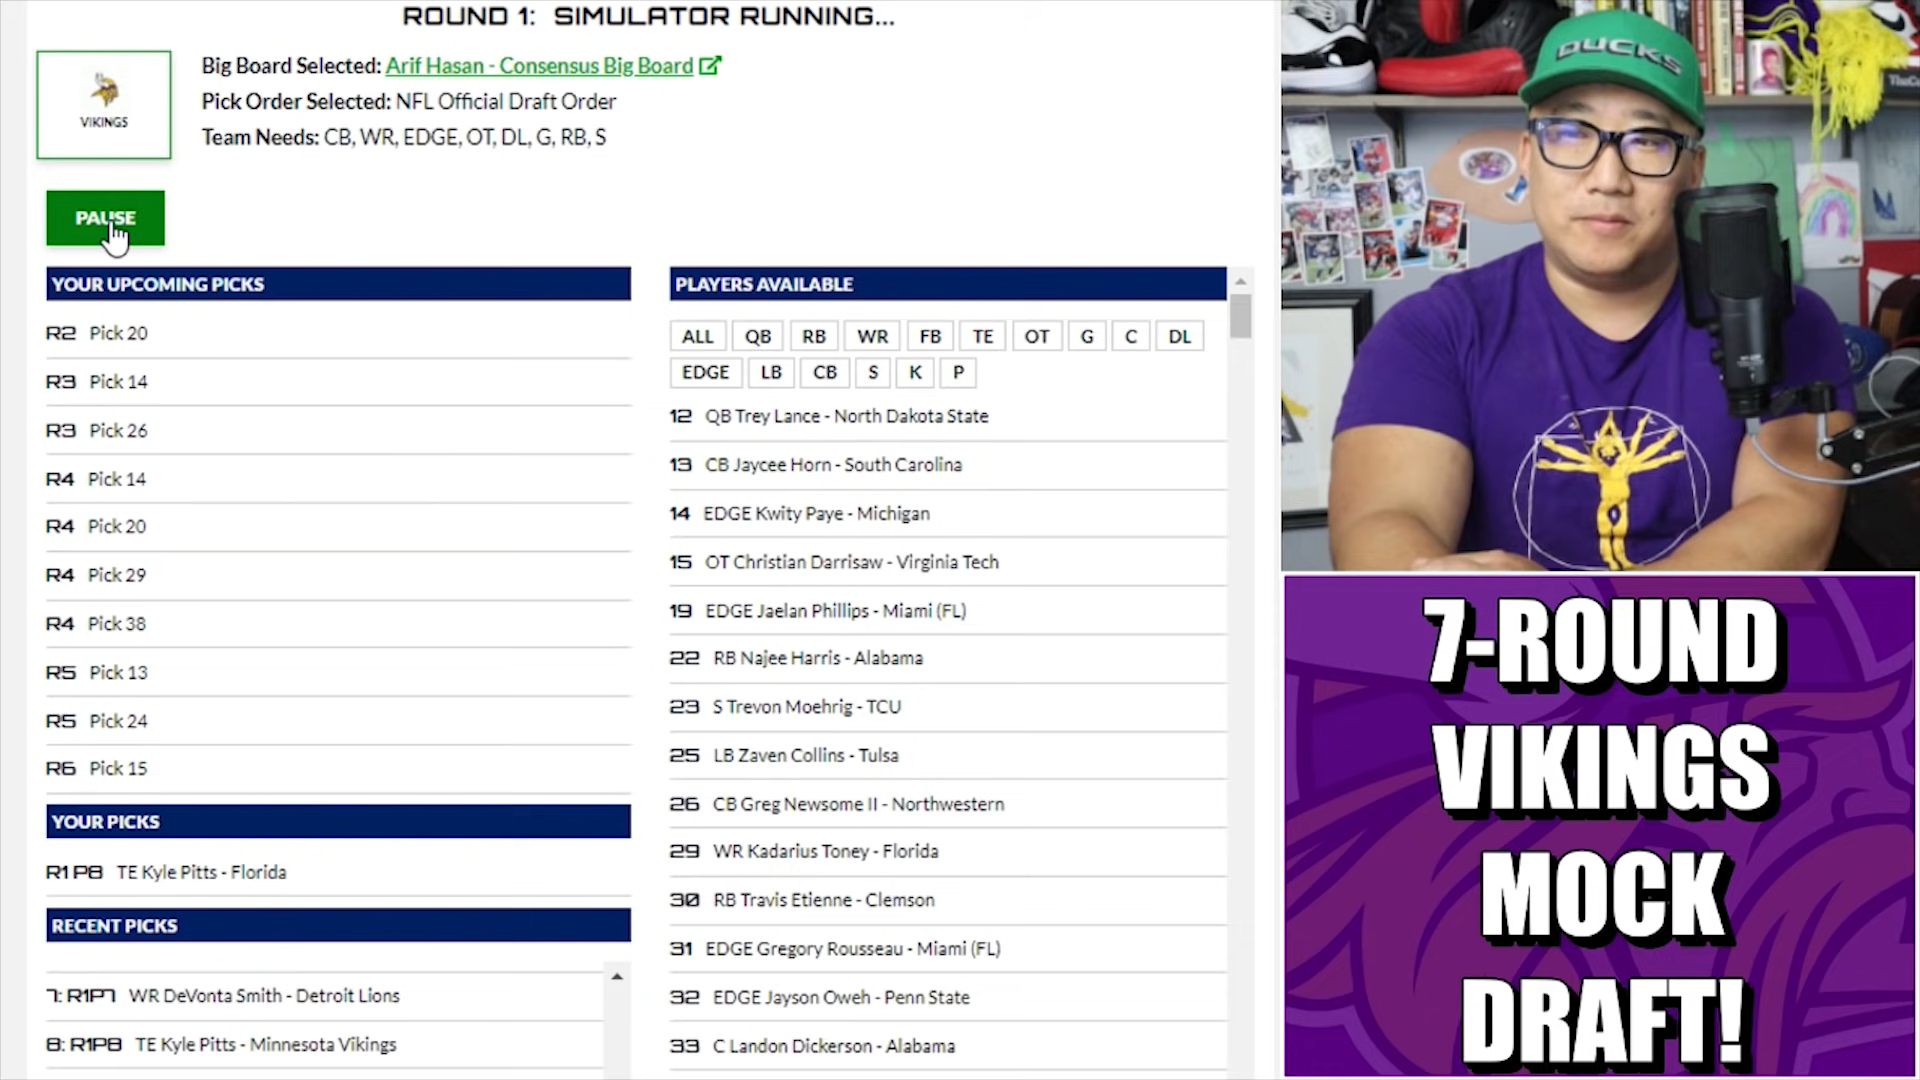 ROUND 1: SIMULATOR RUNNING...
VIKINGS
Big Board Selected: Arif Hasan - Consensus Big Board
Pick Order Selected: NFL Official Draft Order
Team Needs: CB, WR, EDGE, OT, DL, G, RB, S
PAUSE
YOUR UPCOMING PICKS
R2 Pick 20
R3 Pick 14
R3 Pick 26
R4 Pick 14
R4 Pick 20
R4 Pick 29
R4 Pick 38
R5 Pick 13
R5 Pick 24
R6 Pick 15
YOUR PICKS
R1 P8 TE Kyle Pitts - Florida
RECENT PICKS
7: R1P7 WR DeVonta Smith - Detroit Lions
8: R1P8 TE Kyle Pitts - Minnesota Vikings
PLAYERS AVAILABLE
ALL QB RB WR FB TE OT G C DL
EDGE LB CB S K P
12 QB Trey Lance - North Dakota State
13 CB Jaycee Horn - South Carolina
14 EDGE Kwity Paye - Michigan
15 OT Christian Darrisaw - Virginia Tech
19 EDGE Jaelan Phillips - Miami (FL)
22 RB Najee Harris - Alabama
23 S Trevon Moehrig - TCU
25 LB Zaven Collins - Tulsa
26 CB Greg Newsome II - Northwestern
29 WR Kadarius Toney - Florida
30 RB Travis Etienne - Clemson
31 EDGE Gregory Rousseau - Miami (FL)
32 EDGE Jayson Oweh - Penn State
33 C Landon Dickerson - Alabama
DUCKS
7-ROUND
VIKINGS
MOCK
DRAFT!